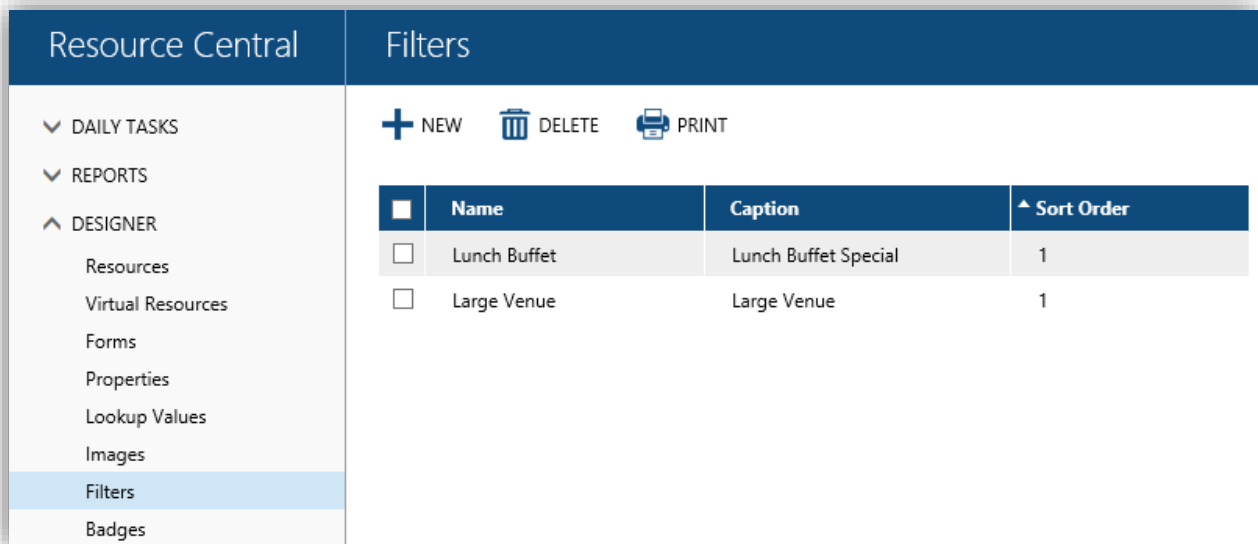 Resource Central
Filters
DAILY TASKS
REPORTS
DESIGNER
Resources
Virtual Resources
Forms
Properties
Lookup Values
Images
Filters
Badges
NEW DELETE PRINT
Name Caption Sort Order
Lunch Buffet Lunch Buffet Special 1
Large Venue Large Venue 1